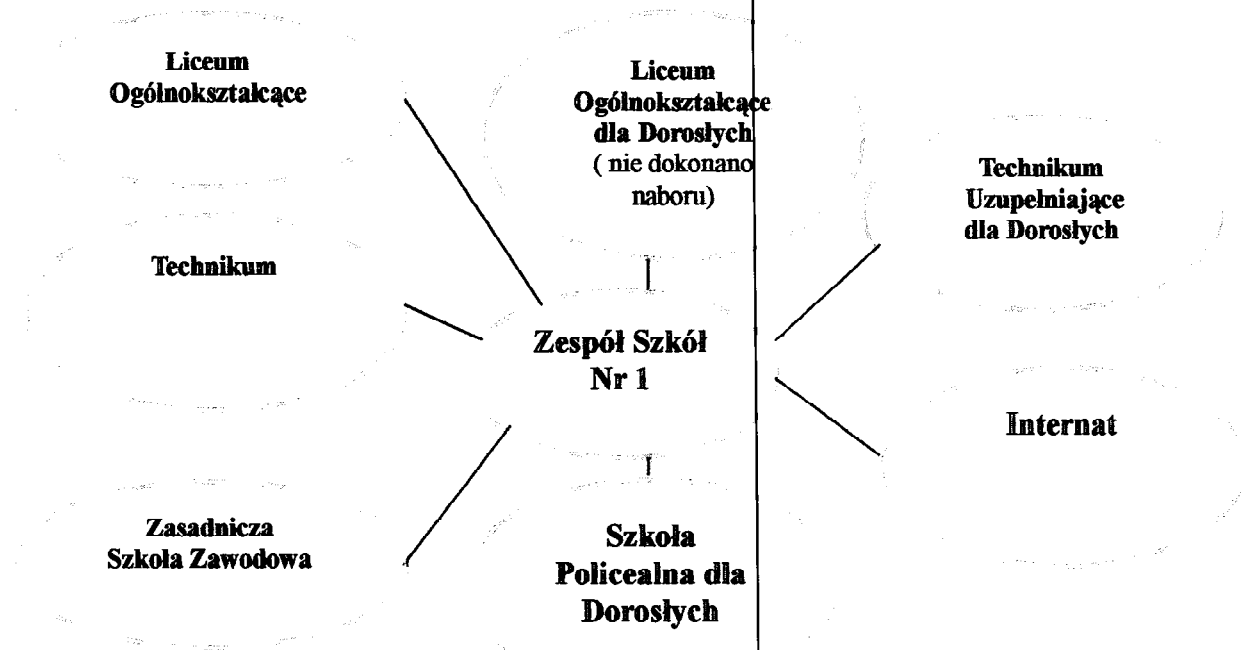 Liceum
Ogólnokształcące
Liceum
Ogólnokształcące
dla Dorosłych
( nie dokonano
naboru)
Technikum
Uzupełniające
dla Dorosłych
Technikum
Zespół Szkół
Nr 1
Internat
Zasadnicza
Szkoła Zawodowa
Szkoła
Policealna dla
Dorosłych